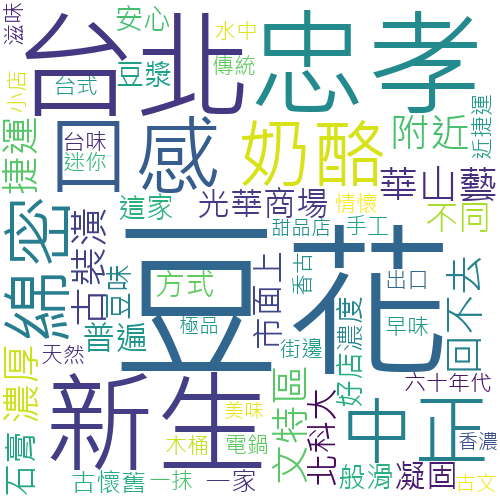 滋味
小店
台北
忠孝
安心
水中
傳統
台式
豆漿
捷運
台味
迷你
口感
奶酪
附近
近捷運
華山藝
文特區
光華商場
情懷
手工
不同
這家
甜品店
綿密
古裝潢
豆味
豆花
方式
市面上
香古
出口
回不去
普遍
極品
早味
濃度
好店
街邊
濃厚
天然
新生
中正
六十年代
石膏
美味
北科大
木桶
電鍋
般滑
凝固
香濃
古懷舊
一抹
一家
古文